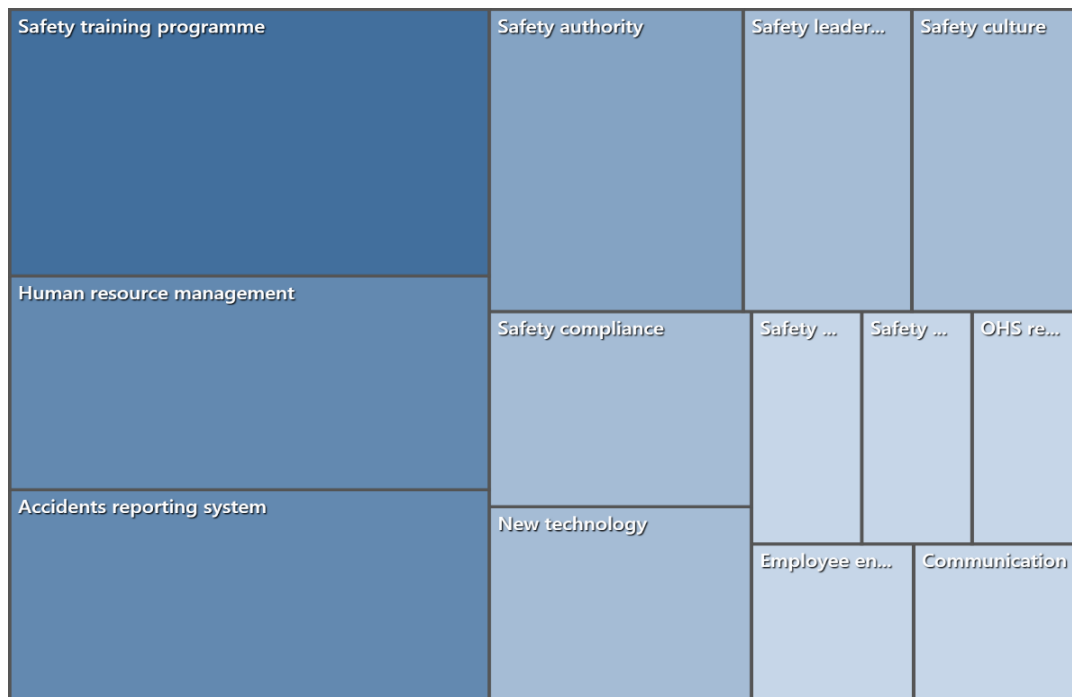 Safety training programme
Safety authority
Safety leader...
Safety culture
Human resource management
Safety compliance
Safety ...
Safety ...
OHS re...
Accidents reporting system
New technology
Employee en...
Communication